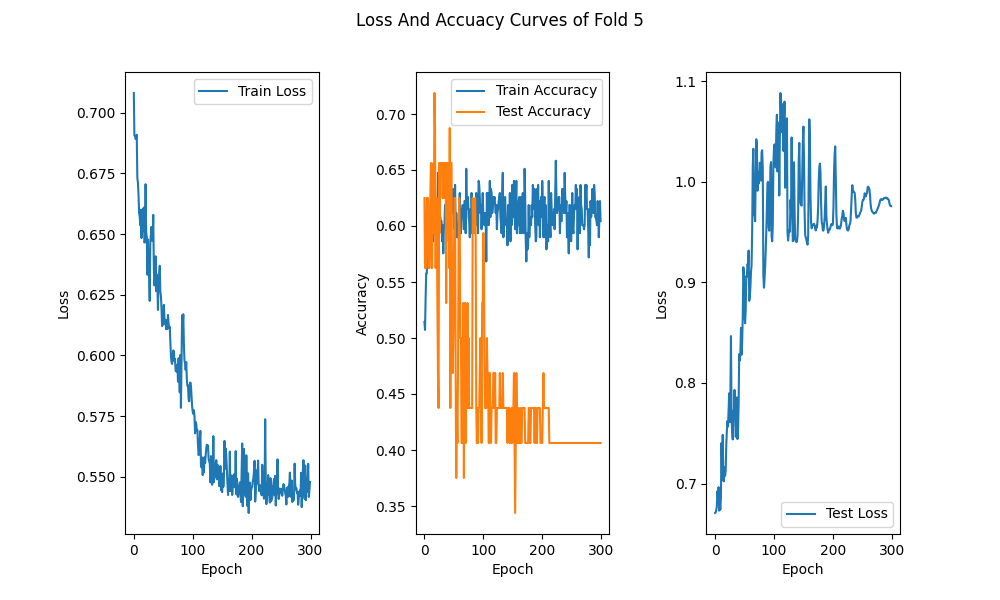 Loss And Accuacy Curves of Fold 5
Train Loss
0.700
0.675
0.650
0.625
0.600
0.575
0.550
Loss
0 100 200 300
Epoch
Train Accuracy
Test Accuracy
0.70
0.65
0.60
0.55
0.50
0.45
0.40
0.35
Accuracy
0 100 200 300
Epoch
1.1
1.0
0.9
0.8
0.7
Loss
Test Loss
0 100 200 300
Epoch